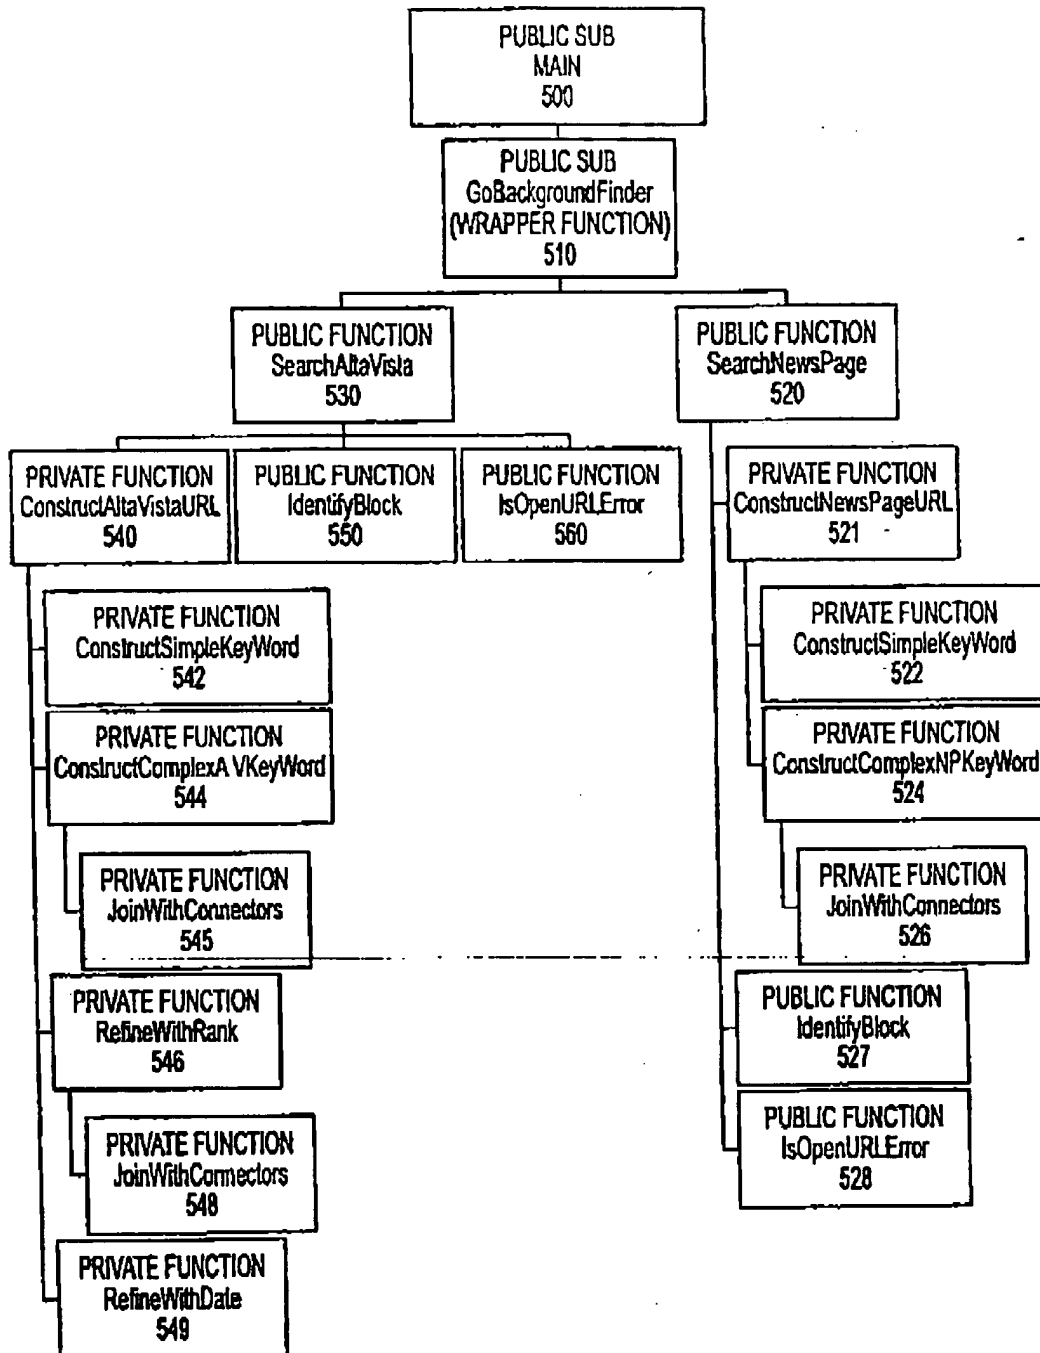 PUBLIC SUB
MAIN
500
PUBLIC SUB
GoBackgroundFinder
(WRAPPER FUNCTION)
510
PUBLIC FUNCTION
SearchAltaVista
530
PUBLIC FUNCTION
SearchNewsPage
520
PRIVATE FUNCTION
ConstructAltaVistaURL
540
PUBLIC FUNCTION
IdentifyBlock
550
PUBLIC FUNCTION
IsOpenURLError
560
PRIVATE FUNCTION
ConstructNewsPageURL
521
PRIVATE FUNCTION
ConstructSimpleKeyWord
542
PRIVATE FUNCTION
ConstructSimpleKeyWord
522
PRIVATE FUNCTION
ConstructComplexAVKeyWord
544
PRIVATE FUNCTION
ConstructComplexNPKeyWord
524
PRIVATE FUNCTION
JoinWithConnectors
545
PRIVATE FUNCTION
JoinWithConnectors
526
PRIVATE FUNCTION
RefineWithRank
546
PUBLIC FUNCTION
IdentifyBlock
527
PRIVATE FUNCTION
JoinWithConnectors
548
PUBLIC FUNCTION
IsOpenURLError
528
PRIVATE FUNCTION
RefineWithDate
549